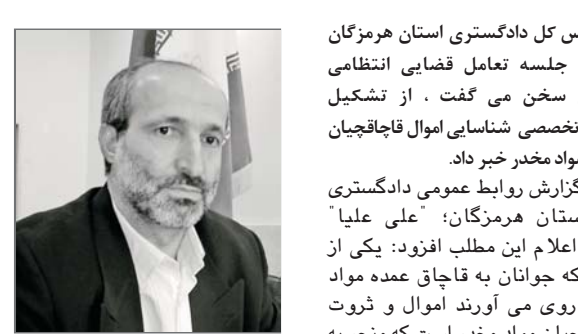 کل دادگستری استان هرمزگان
جلسه تعامل قضایی انتظامی
سخن می گفت ، از تشکیل
تخصصی شناسایی اموال قاچاقچیان
مواد مخدر خبر داد.
گزارش روابط عمومی دادگستری
هرمزگان؛ "علی علیا"
اعلام این مطلب افزود: یکی از
که جوانان به قاچاق عمده مواد
روی می آورند اموال و ثروت